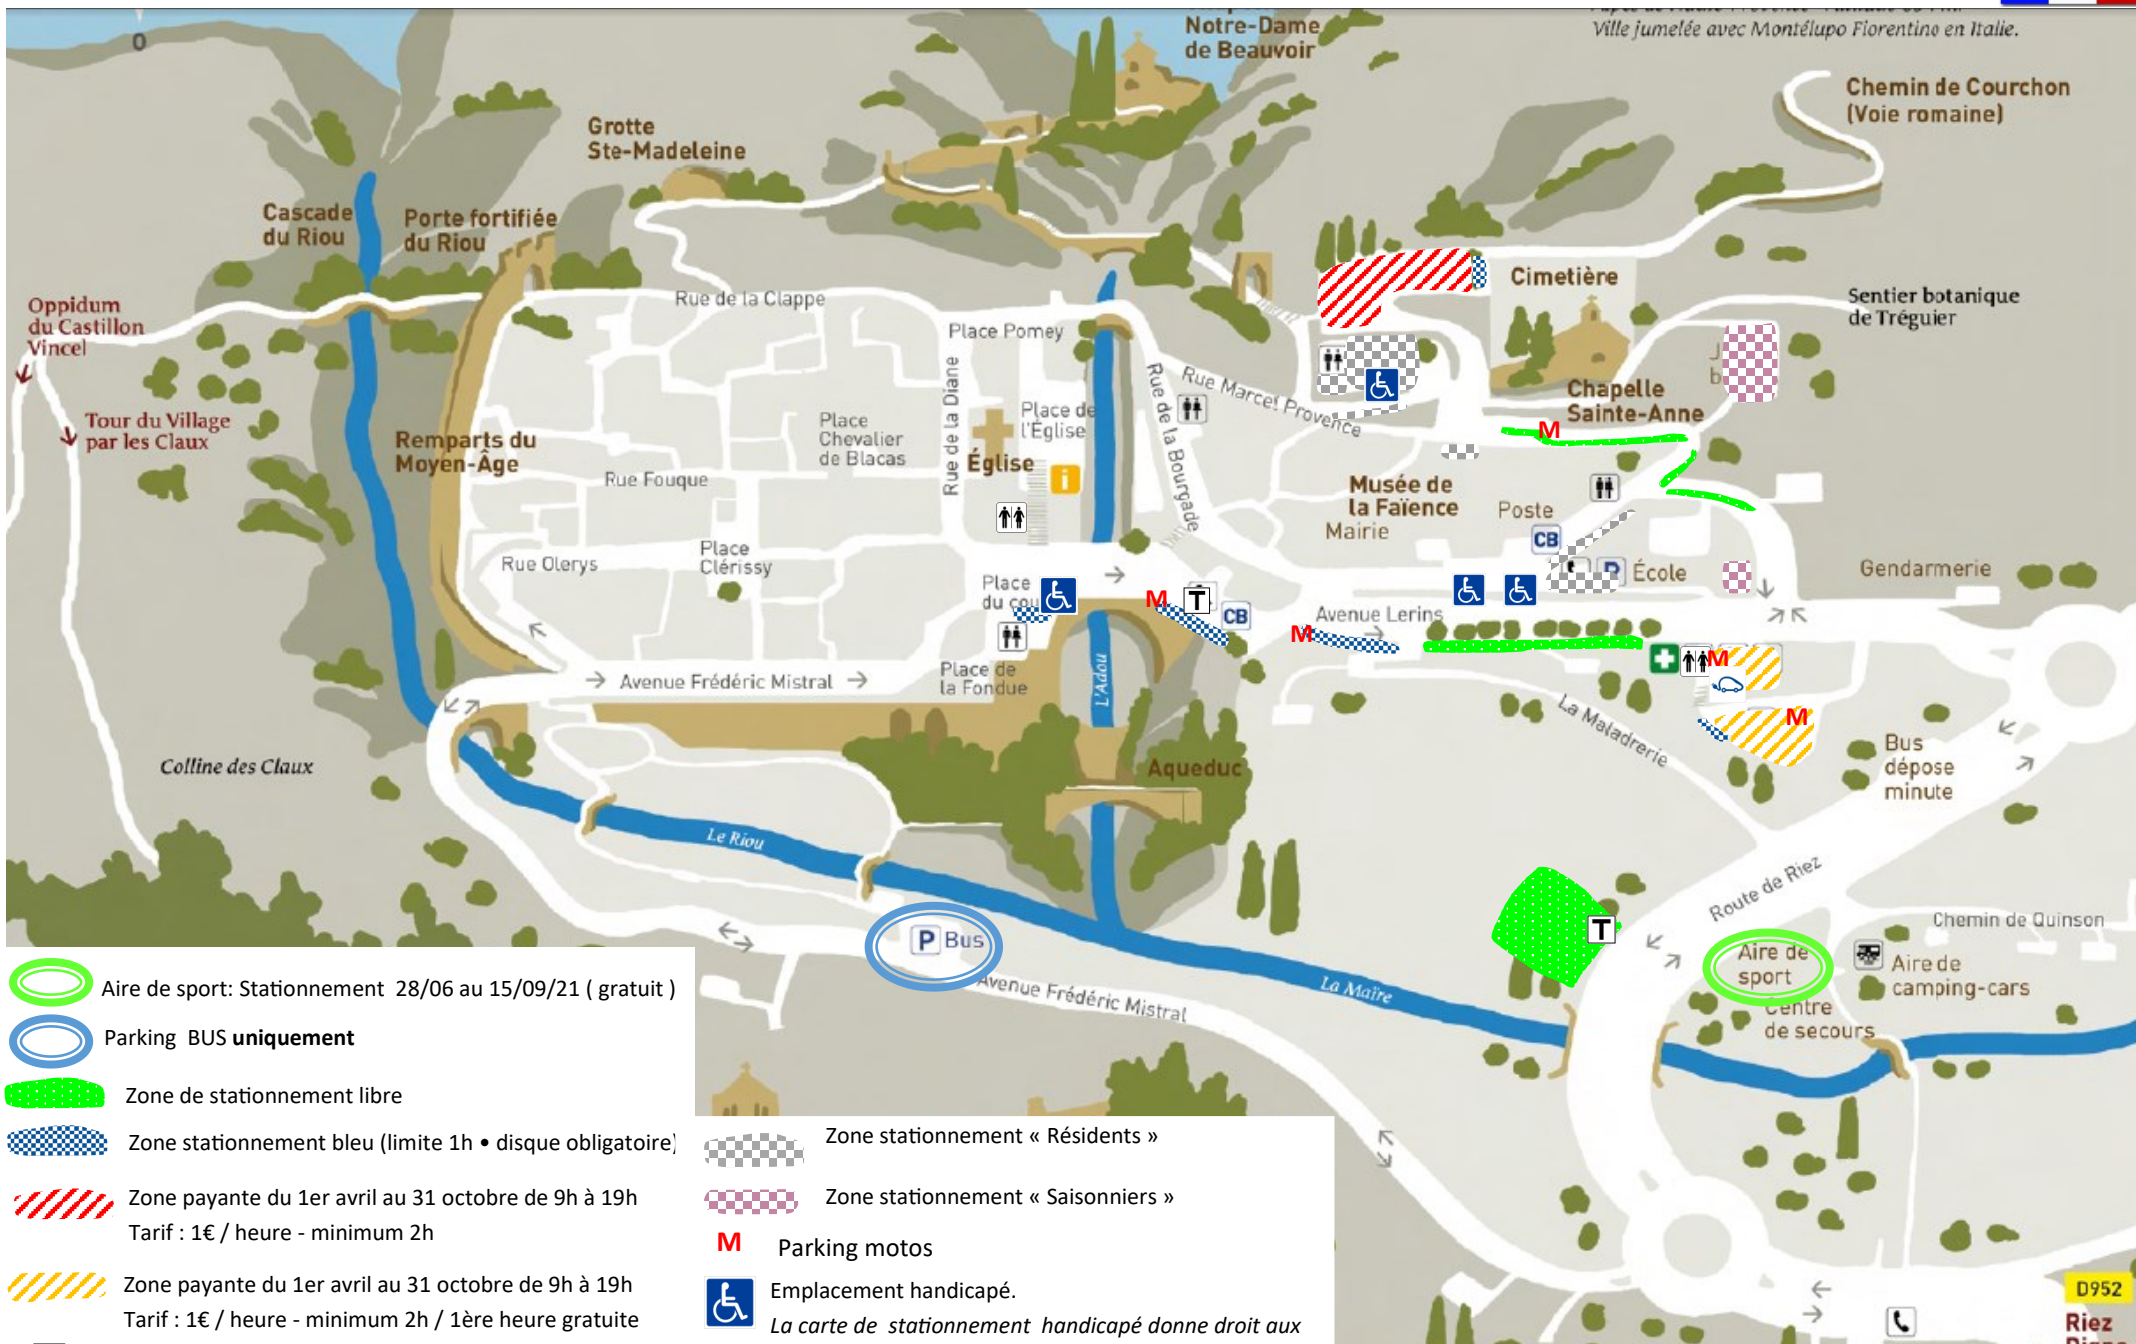 Notre-Dame
de Beauvoir
Ville jumelée avec Montélupo Fiorentino en Italie.
0
Chemin de Courchon
(Voie romaine)
Grotte
Ste-Madeleine
Cascade
du Riou
Porte fortifiée
du Riou
Oppidum
du Castillon
Vincel
Rue de la Clappe
Place Pomey
Cimetière
Sentier botanique
de Tréguier
J
b
Tour du Village
par les Claux
Remparts du
Moyen-Âge
Place
Chevalier
de Blacas
Rue de la Diane
Place de
l'Église
Église
i
Rue de la Bourgade
Rue Marcel Provence
Chapelle
Sainte-Anne
M
Rue Fouque
Musée de
la Faïence
Mairie
Poste
CB
P
École
Gendarmerie
Rue Olerys
Place
Clérissy
Place
du cou
M
T
CB
M
Avenue Lerins
Avenue Frédéric Mistral
Place de
la Fondue
L'Adou
M
M
La Maladrerie
Bus
dépose
minute
Colline des Claux
Aqueduc
Le Riou
Route de Riez
Chemin de Quinson
T
P Bus
Avenue Frédéric Mistral
La Maïre
Aire de
sport
Aire de
camping-cars
Centre
de secours
D952
Riez
Aire de sport: Stationnement 28/06 au 15/09/21 ( gratuit )
Parking BUS uniquement
Zone de stationnement libre
Zone stationnement bleu (limite 1h • disque obligatoire)
Zone payante du 1er avril au 31 octobre de 9h à 19h
Tarif : 1€ / heure - minimum 2h
Zone payante du 1er avril au 31 octobre de 9h à 19h
Tarif : 1€ / heure - minimum 2h / 1ère heure gratuite
Zone stationnement « Résidents »
Zone stationnement « Saisonniers »
M Parking motos
Emplacement handicapé.
La carte de stationnement handicapé donne droit aux